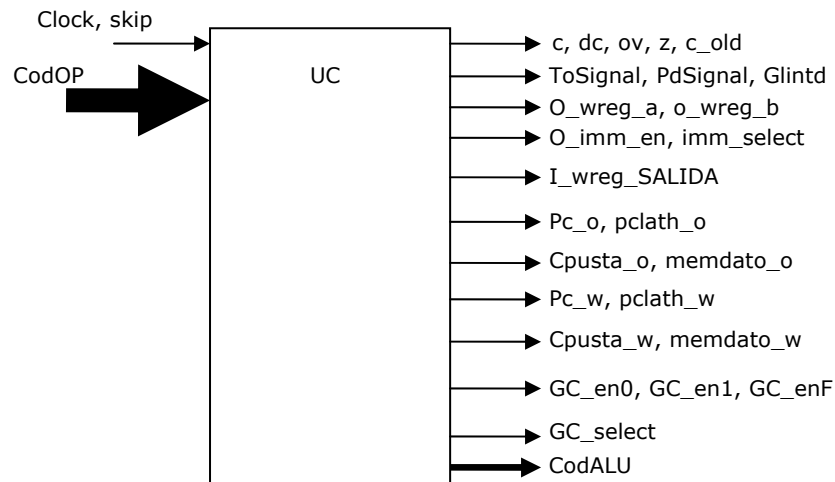 Clock, skip
CodOP
UC
c, dc, ov, z, c_old
ToSignal, PdSignal, Glintd
O_wreg_a, o_wreg_b
O_imm_en, imm_select
I_wreg_SALIDA
Pc_o, pclath_o
Cpusta_o, memdato_o
Pc_w, pclath_w
Cpusta_w, memdato_w
GC_en0, GC_en1, GC_enF
GC_select
CodALU